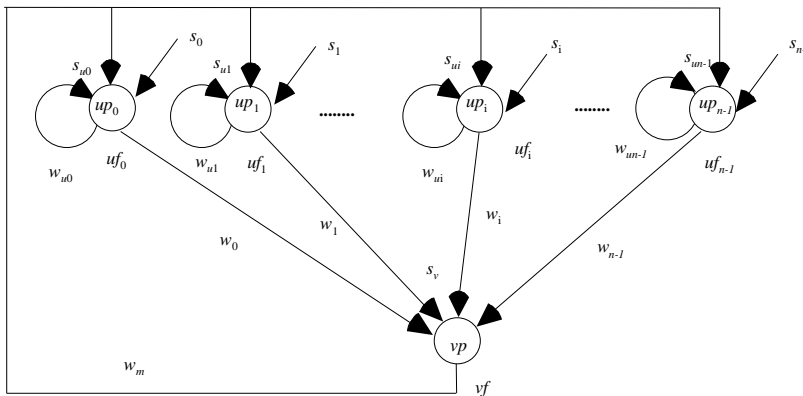 s0 s1 si sn
su0 su1 sui sun-1
up0 up1 ........ upi ........ upn-1
wu0 uf0 wu1 uf1 wui ufi wun-1 ufn-1
w0 w1 wi wn-1
sv
vp
wm
vf